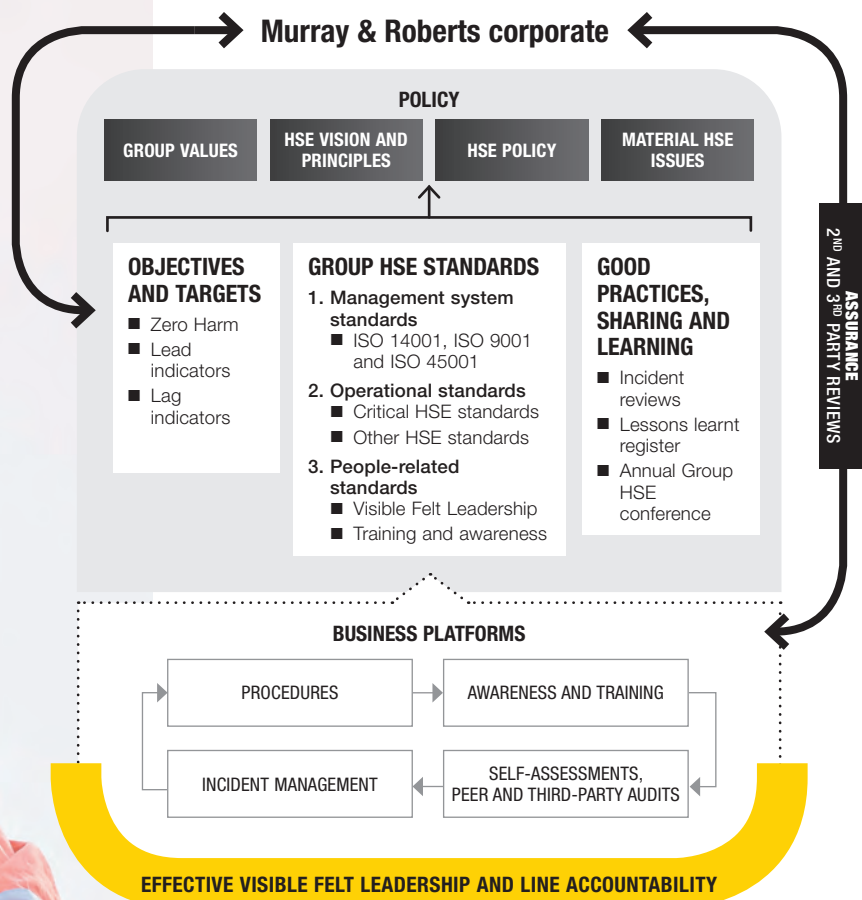 Murray & Roberts corporate
POLICY
GROUP VALUES
HSE VISION AND
PRINCIPLES
HSE POLICY
MATERIAL HSE
ISSUES
OBJECTIVES
AND TARGETS
■ Zero Harm
■ Lead
indicators
■ Lag
indicators
GROUP HSE STANDARDS
1. Management system
standards
■ ISO 14001, ISO 9001
and ISO 45001
2. Operational standards
■ Critical HSE standards
■ Other HSE standards
3. People-related
standards
■ Visible Felt Leadership
■ Training and awareness
GOOD
PRACTICES,
SHARING AND
LEARNING
■ Incident
reviews
■ Lessons learnt
register
■ Annual Group
HSE
conference
ASSURANCE
2ND AND 3RD PARTY REVIEWS
BUSINESS PLATFORMS
PROCEDURES
AWARENESS AND TRAINING
INCIDENT MANAGEMENT
SELF-ASSESSMENTS,
PEER AND THIRD-PARTY AUDITS
EFFECTIVE VISIBLE FELT LEADERSHIP AND LINE ACCOUNTABILITY